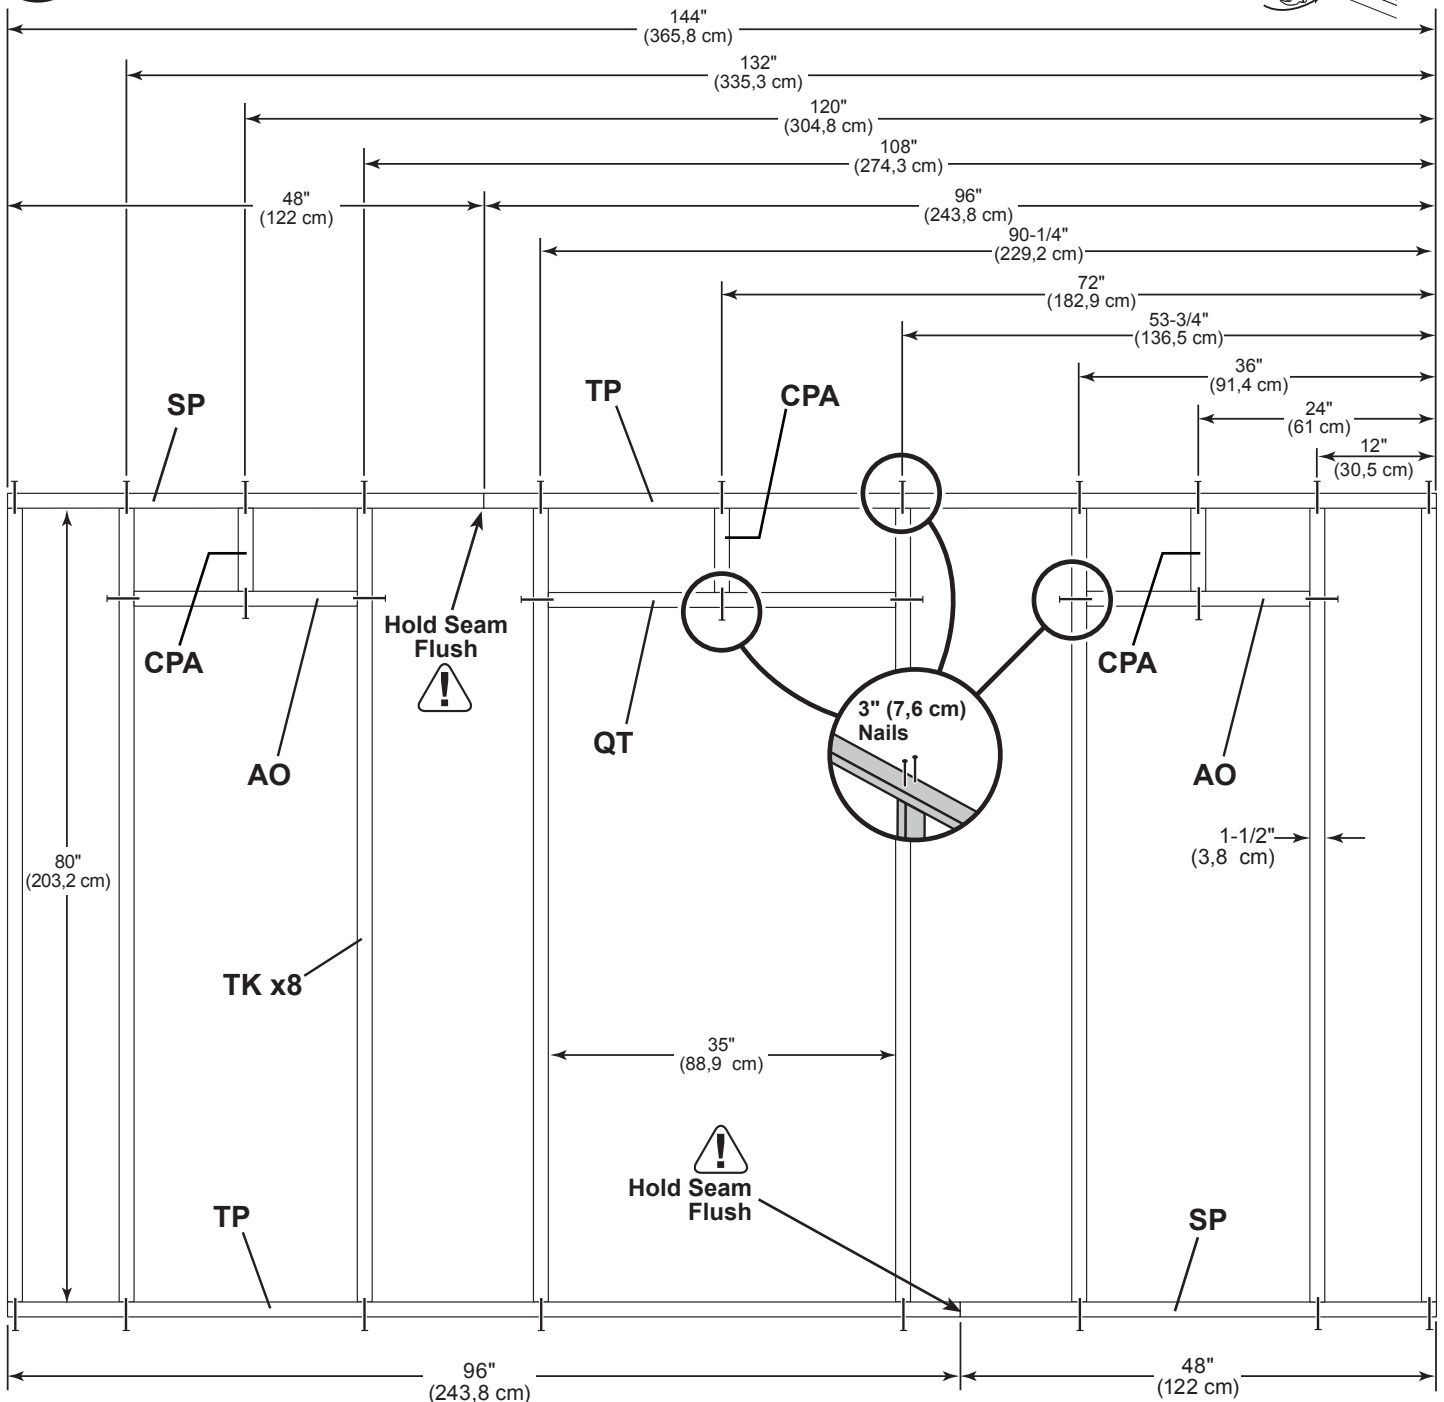 144"
(365,8 cm)
132"
(335,3 cm)
120"
(304,8 cm)
108"
(274,3 cm)
48"
(122 cm)
96"
(243,8 cm)
90-1/4"
(229,2 cm)
72"
(182,9 cm)
53-3/4"
(136,5 cm)
36"
(91,4 cm)
24"
(61 cm)
12"
(30,5 cm)
SP
TP
CPA
CPA
AO
Hold Seam
Flush
!
QT
3" (7,6 cm)
Nails
CPA
AO
1-1/2"
(3,8 cm)
80"
(203,2 cm)
TK x8
35"
(88,9 cm)
!
Hold Seam
Flush
TP
SP
96"
(243,8 cm)
48"
(122 cm)